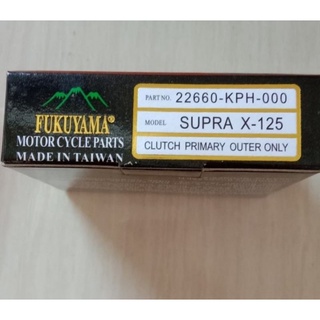 FUKUYAMA®
MOTOR CYCLE PARTS
MADE IN TAIWAN
PART NO. 22660-KPH-000
MODEL SUPRA X-125
CLUTCH PRIMARY OUTER ONLY